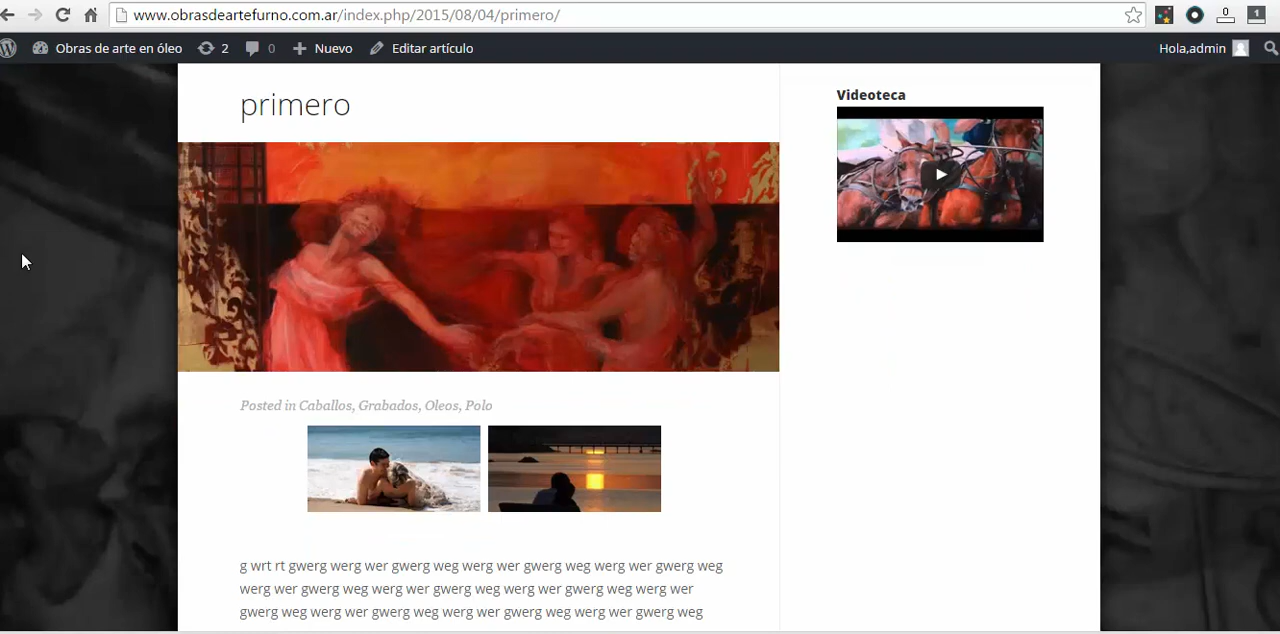 www.obrasdeartefurno.com.ar/index.php/2015/08/04/primero/
0
1
Obras de arte en óleo 2 0 Nuevo Editar artículo Hola,admin
primero
Videoteca
Posted in Caballos, Grabados, Oleos, Polo
g wrt rt gwerg werg wer gwerg weg werg wer gwerg weg werg wer gwerg weg
werg wer gwerg weg werg wer gwerg weg werg wer gwerg weg werg wer
gwerg weg werg wer gwerg weg werg wer gwerg weg werg wer gwerg weg